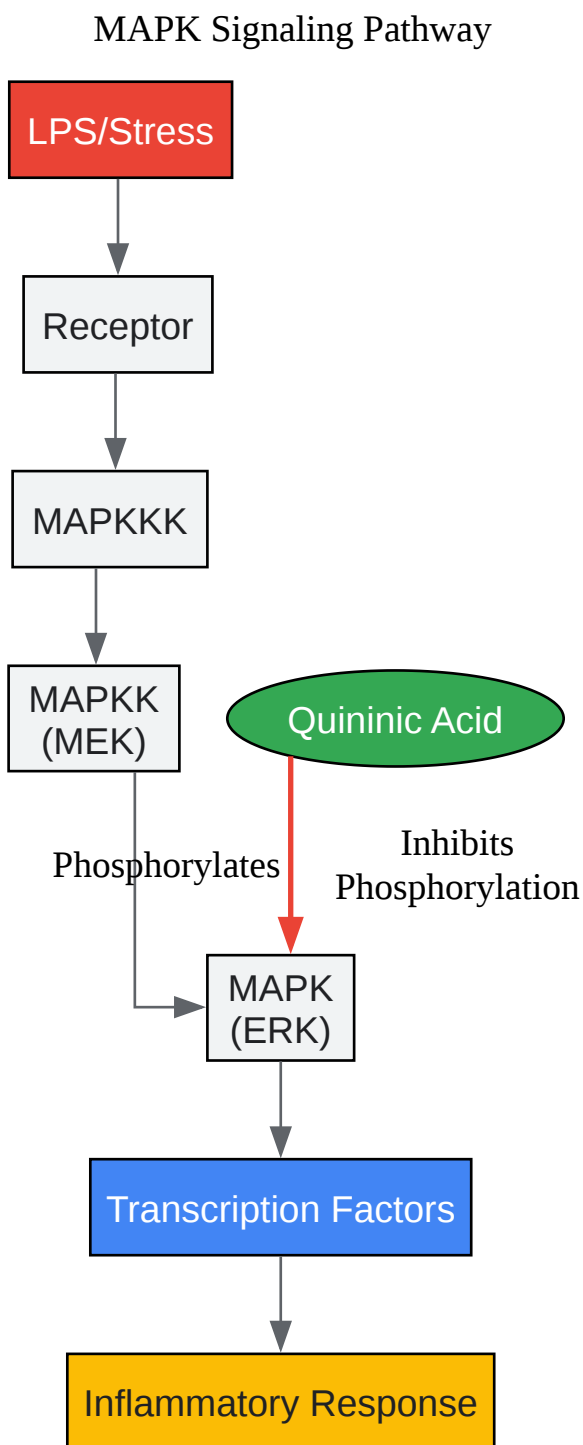 MAPK Signaling Pathway
LPS/Stress
Receptor
MAPKKK
MAPKK
(MEK)
Quininic Acid
Phosphorylates
Inhibits
Phosphorylation
MAPK
(ERK)
Transcription Factors
Inflammatory Response